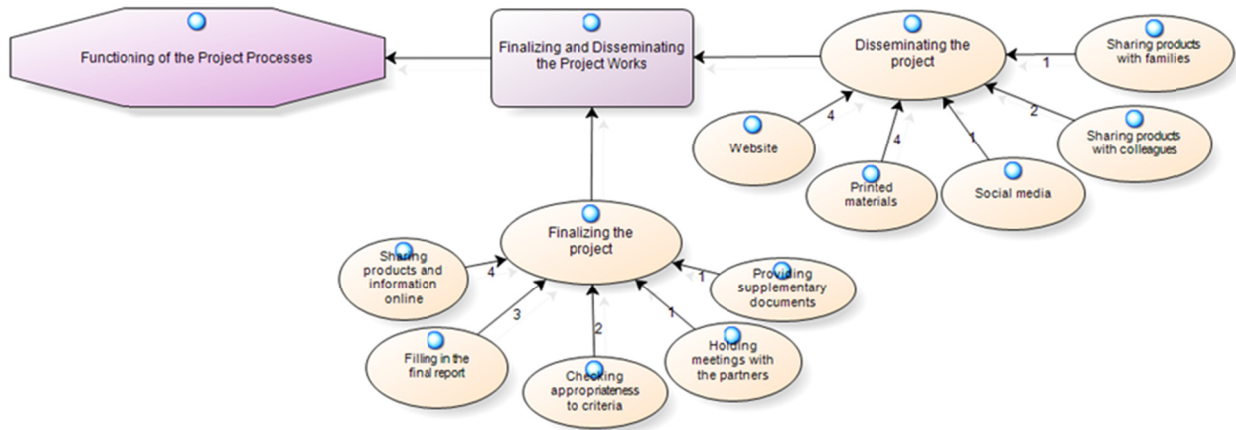 Functioning of the Project Processes
Finalizing and Disseminating
the Project Works
Disseminating the
project
Sharing products
with families
1
2
Sharing products
with colleagues
4
Website
4
Printed
materials
1
Social media
Finalizing the
project
Sharing
products and
information
online
4
3
Filling in the
final report
2
Checking
appropriateness
to criteria
1
Holding
meetings with
the partners
1
Providing
supplementary
documents